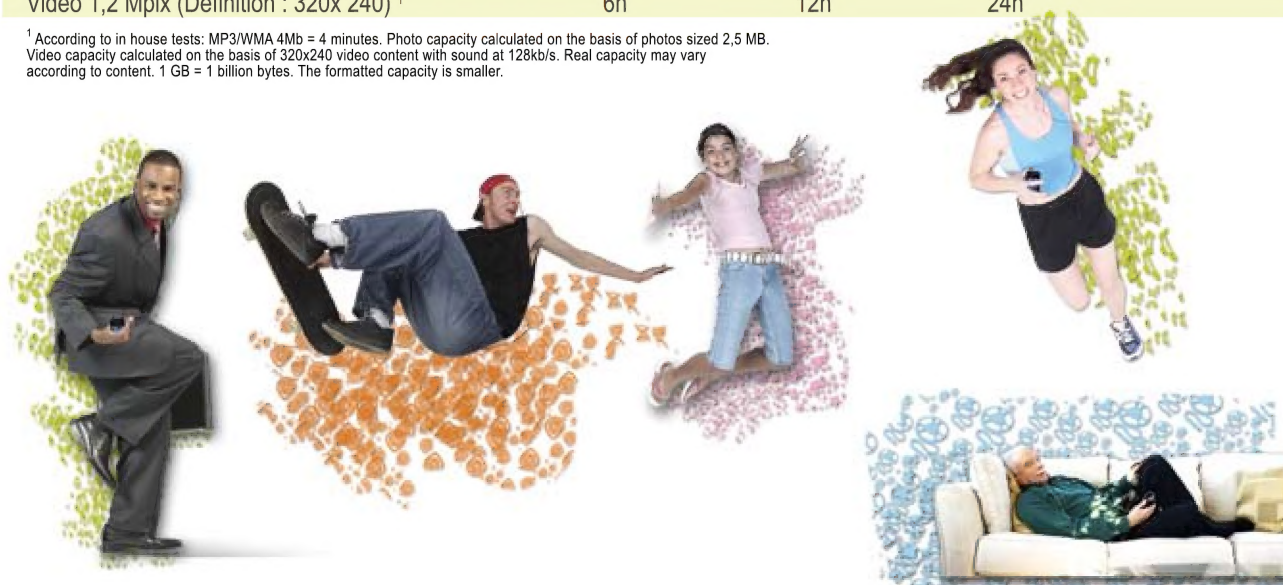 Video 1,2 Mpix (Definition : 320x 240) ¹ 6h 12h 24h
¹ According to in house tests: MP3/WMA 4Mb = 4 minutes. Photo capacity calculated on the basis of photos sized 2,5 MB.
Video capacity calculated on the basis of 320x240 video content with sound at 128kb/s. Real capacity may vary
according to content. 1 GB = 1 billion bytes. The formatted capacity is smaller.